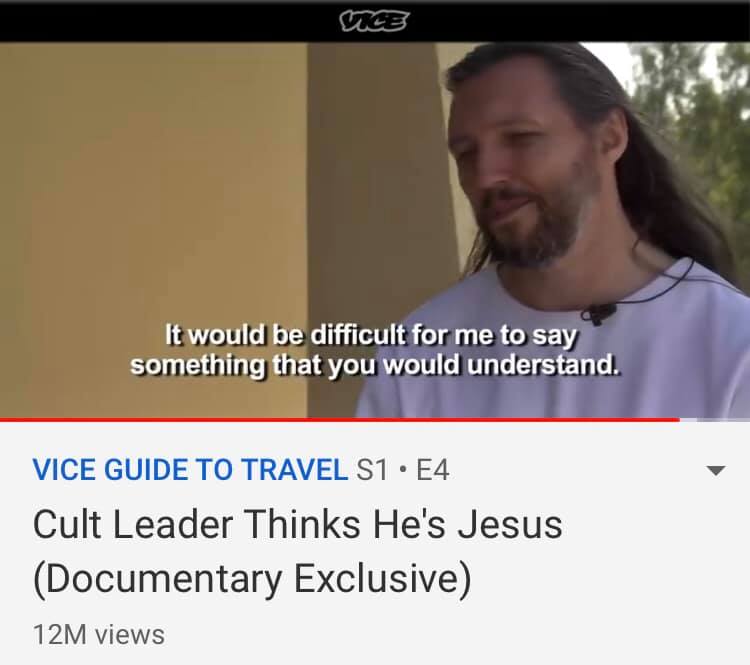 VICE
It would be difficult for me to say
something that you would understand.
VICE GUIDE TO TRAVEL S1 • E4
Cult Leader Thinks He's Jesus
(Documentary Exclusive)
12M views